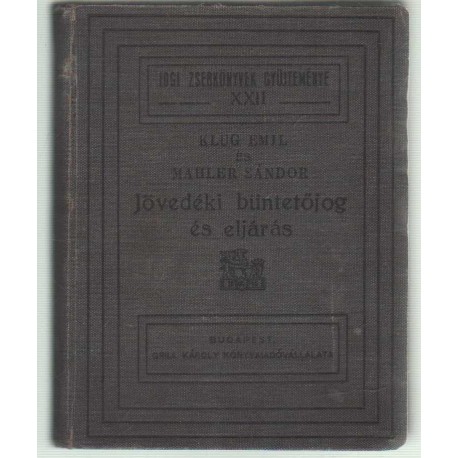 JOGI ZSEBKÖNYVEK GYŰJTEMÉNYE
XXII
KLUG EMIL
ÉS
MAHLER SÁNDOR
Jövedéki büntetőjog
és eljárás
BUDAPEST,
GRILL KÁROLY KÖNYVKIADÓVÁLLALATA